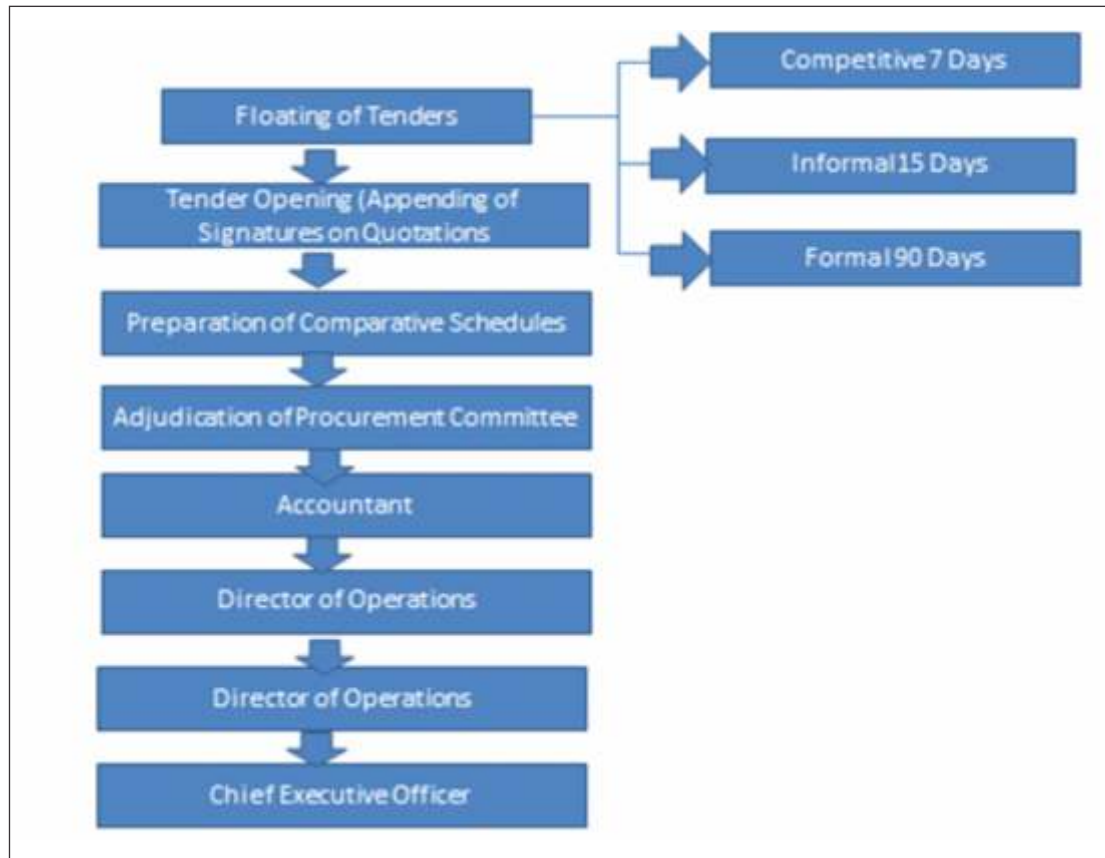 Competitive 7 Days
Floating of Tenders
Informal 15 Days
Tender Opening (Appending of
Signatures on Quotations
Formal 90 Days
Preparation of Comparative Schedules
Adjudication of Procurement Committee
Accountant
Director of Operations
Director of Operations
Chief Executive Officer